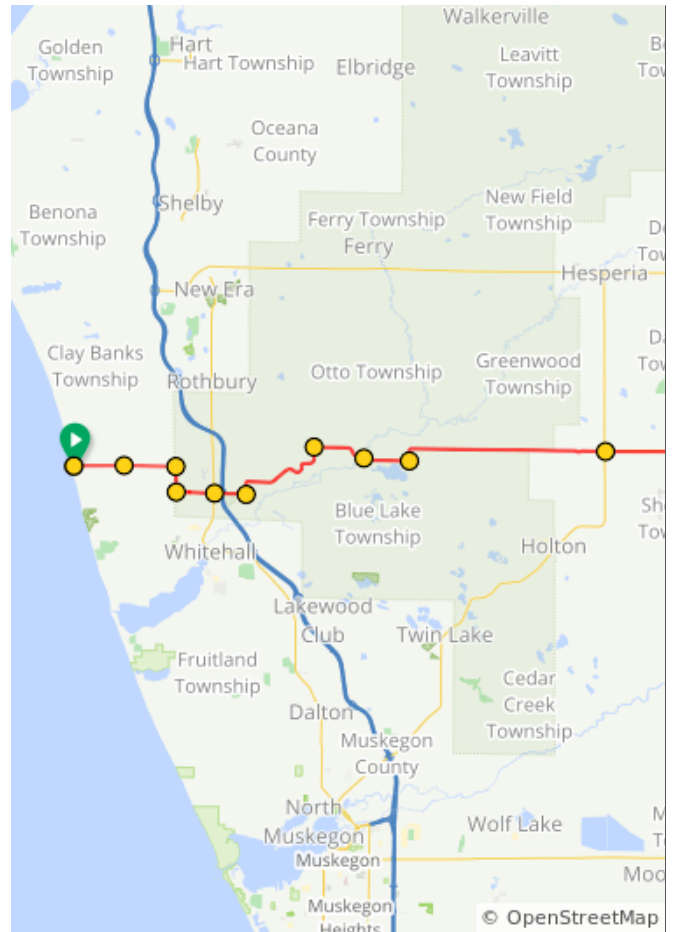 Walkerville
Golden
Township
Hart
Hart Township
Elbridge
Leavitt
Township
Oceana
County
Benona
Township
Shelby
Ferry Township
Ferry
New Field
Township
Hesperia
New Era
Clay Banks
Township
Rothbury
Otto Township
Greenwood
Township
Blue Lake
Township
Whitehall
Holton
Lakewood
Club
Twin Lake
Fruitland
Township
Cedar
Creek
Township
Dalton
Muskegon
County
North
Muskegon
Wolf Lake
Muskegon
Muskegon
Heights
© OpenStreetMap